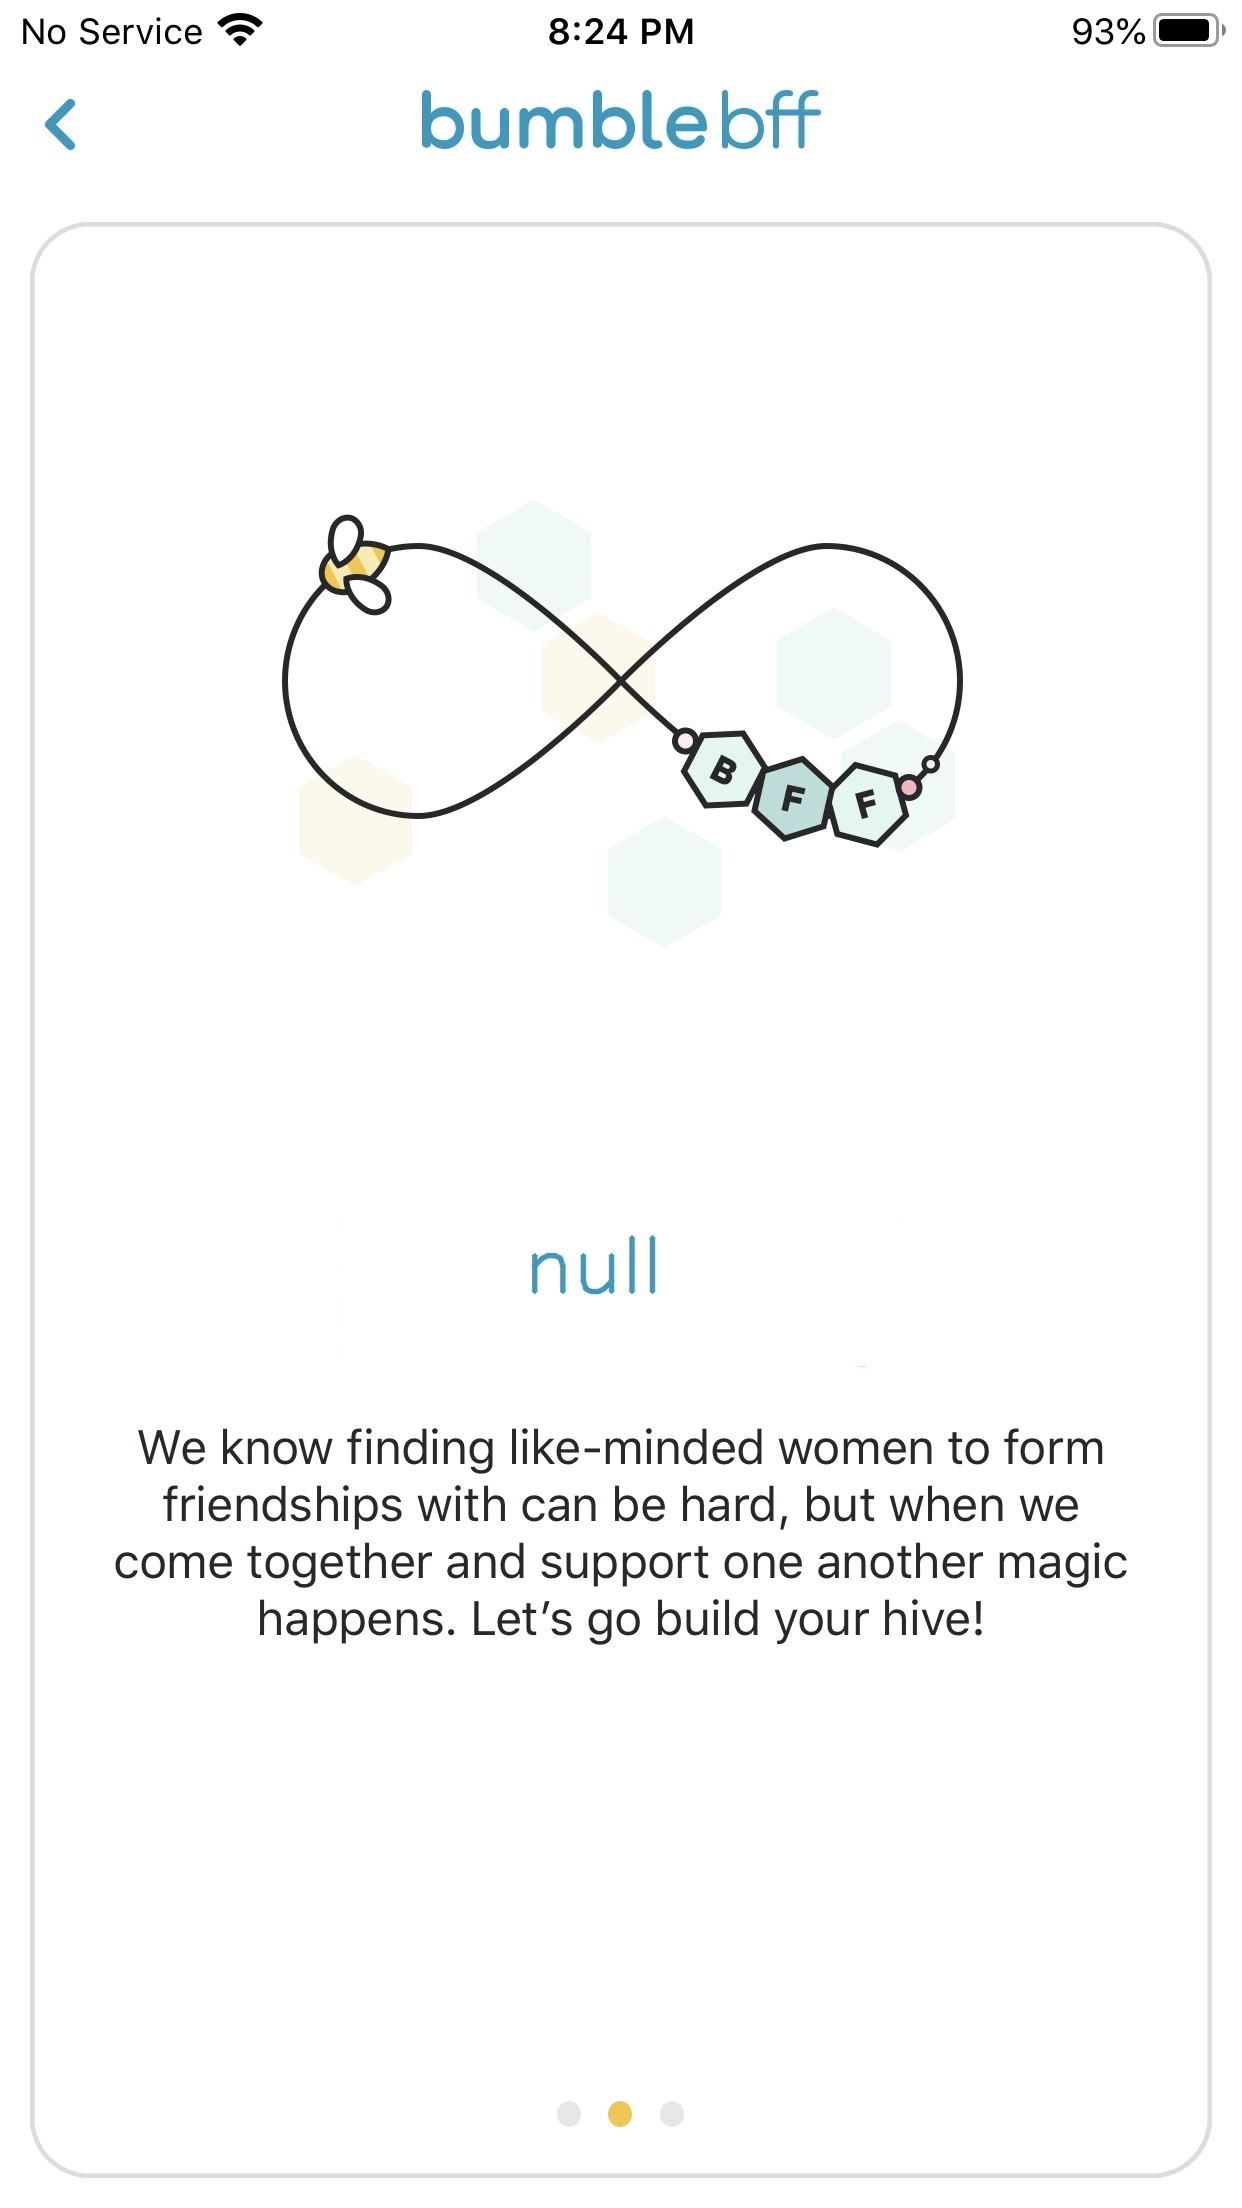 No Service 8:24 PM 93%
bumble bff
B F F
null
We know finding like-minded women to form
friendships with can be hard, but when we
come together and support one another magic
happens. Let’s go build your hive!